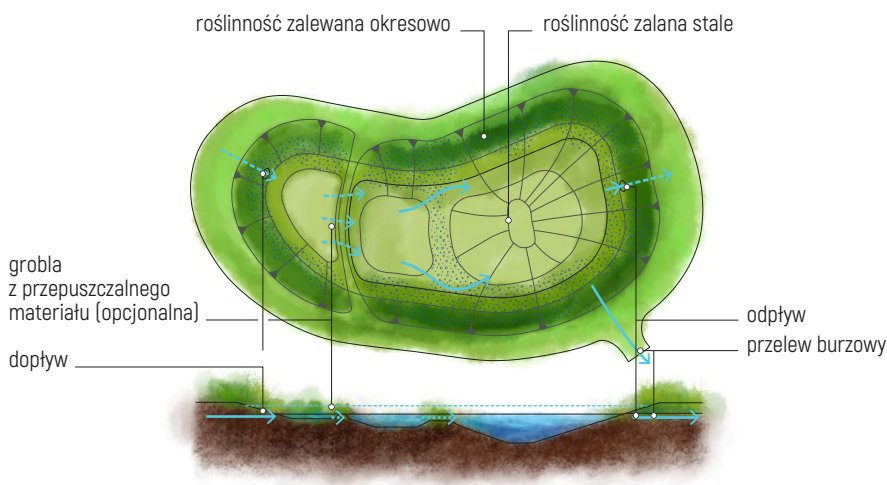 roślinność zalewana okresowo
roślinność zalana stale
grobla
z przepuszczalnego
materiału (opcjonalna)
dopływ
odpływ
przelew burzowy